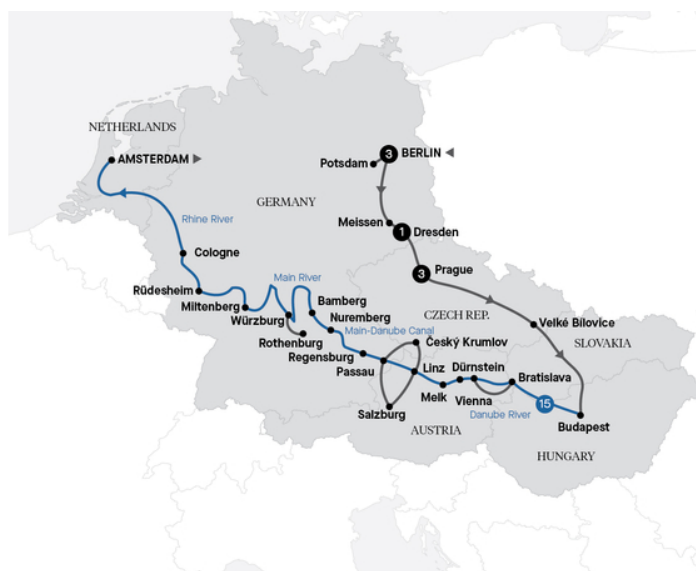 NETHERLANDS
AMSTERDAM
3
BERLIN
Potsdam
GERMANY
Rhine River
Meissen
1
Dresden
Cologne
3
Prague
Rüdesheim
Main River
Miltenberg
Bamberg
Würzburg
Nuremberg
CZECH REP.
Velké Bílovice
Main-Danube Canal
Rothenburg
Český Krumlov
SLOVAKIA
Regensburg
Passau
Linz
Dürnstein
Bratislava
Melk
Vienna
15
Salzburg
Danube River
Budapest
AUSTRIA
HUNGARY